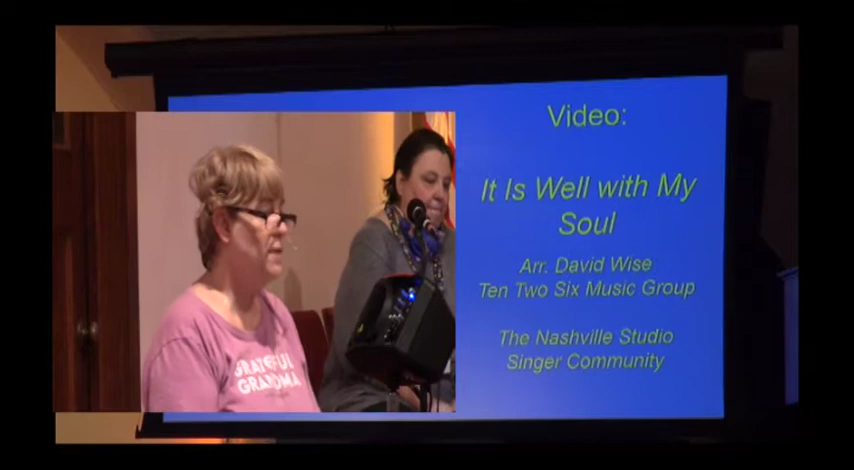 Video:
It Is Well with My
Soul
Arr. David Wise
Ten Two Six Music Group
The Nashville Studio
Singer Community
GRATEFUL
GRANDMA